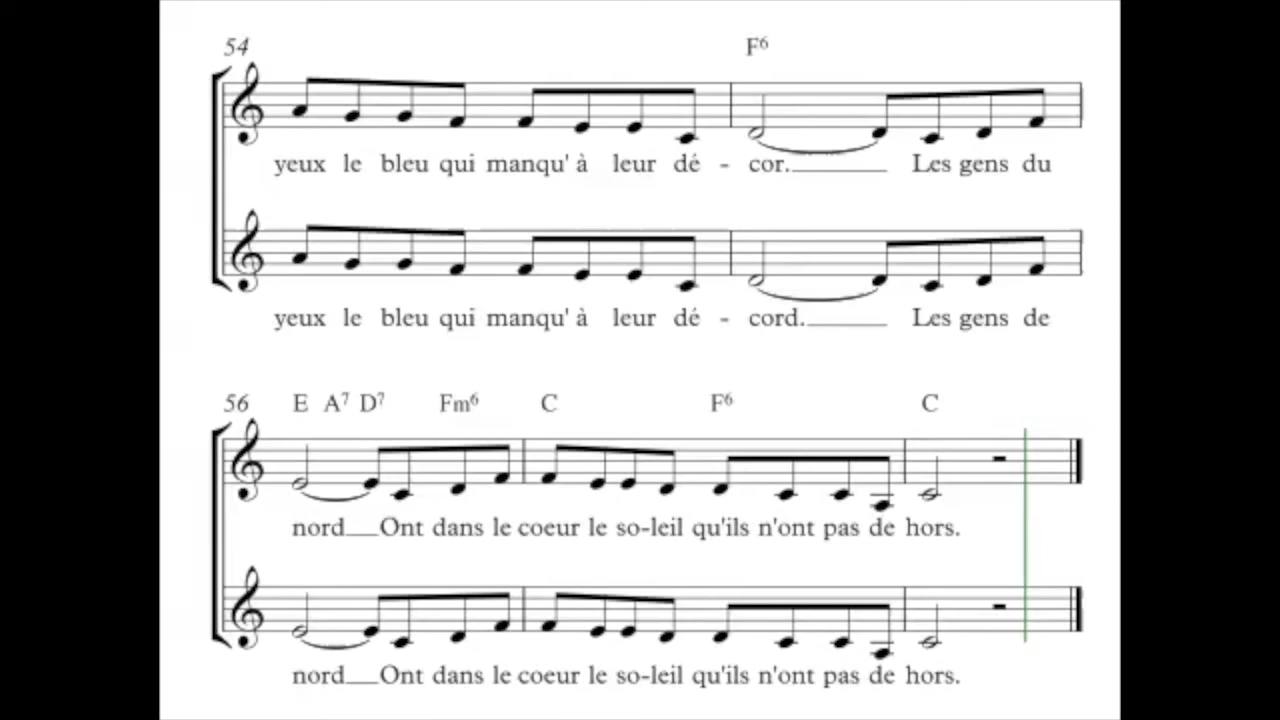 54 F6
yeux le bleu qui manqu' à leur dé - cor. Les gens du
yeux le bleu qui manqu' à leur dé - cord. Les gens de
56 E A7 D7 Fm6 C F6 C
nord Ont dans le coeur le so-leil qu'ils n'ont pas de hors.
nord Ont dans le coeur le so-leil qu'ils n'ont pas de hors.